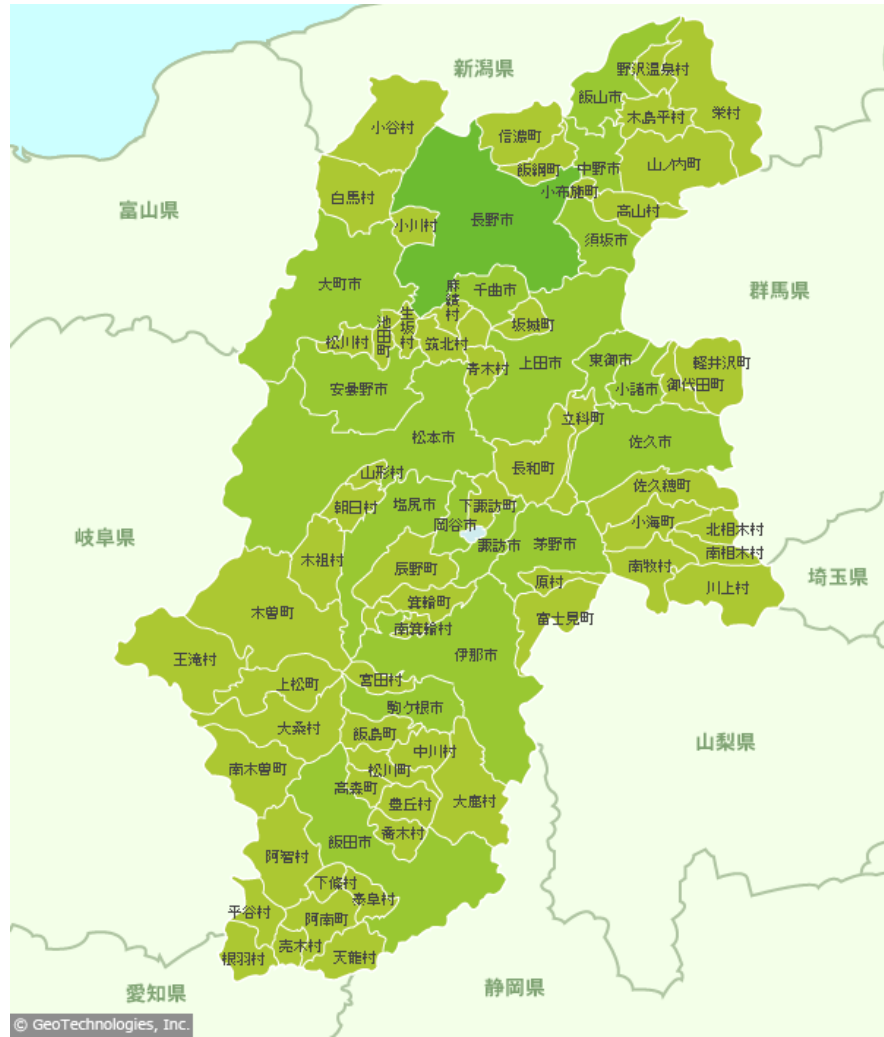 新潟県
野沢温泉村
飯山市
栄村
木島平村
小谷村
信濃町
飯綱町
中野市
山ノ内町
白馬村
小布施町
富山県
小川村
長野市
高山村
須坂市
大町市
麻績村
千曲市
群馬県
池田町
生坂村
坂城町
松川村
筑北村
青木村
上田市
東御市
軽井沢町
安曇野市
小諸市
御代田町
立科町
松本市
佐久市
長和町
山形村
佐久穂町
朝日村
塩尻市
下諏訪町
岡谷市
小海町
北相木村
岐阜県
諏訪市
茅野市
南相木村
木祖村
辰野町
原村
南牧村
埼玉県
川上村
箕輪町
木曽町
富士見町
南箕輪村
王滝村
伊那市
上松町
宮田村
駒ケ根市
大桑村
飯島町
中川村
山梨県
南木曽町
松川町
高森町
豊丘村
大鹿村
喬木村
飯田市
阿智村
下條村
泰阜村
平谷村
阿南町
売木村
根羽村
天龍村
愛知県
静岡県
© GeoTechnologies, Inc.